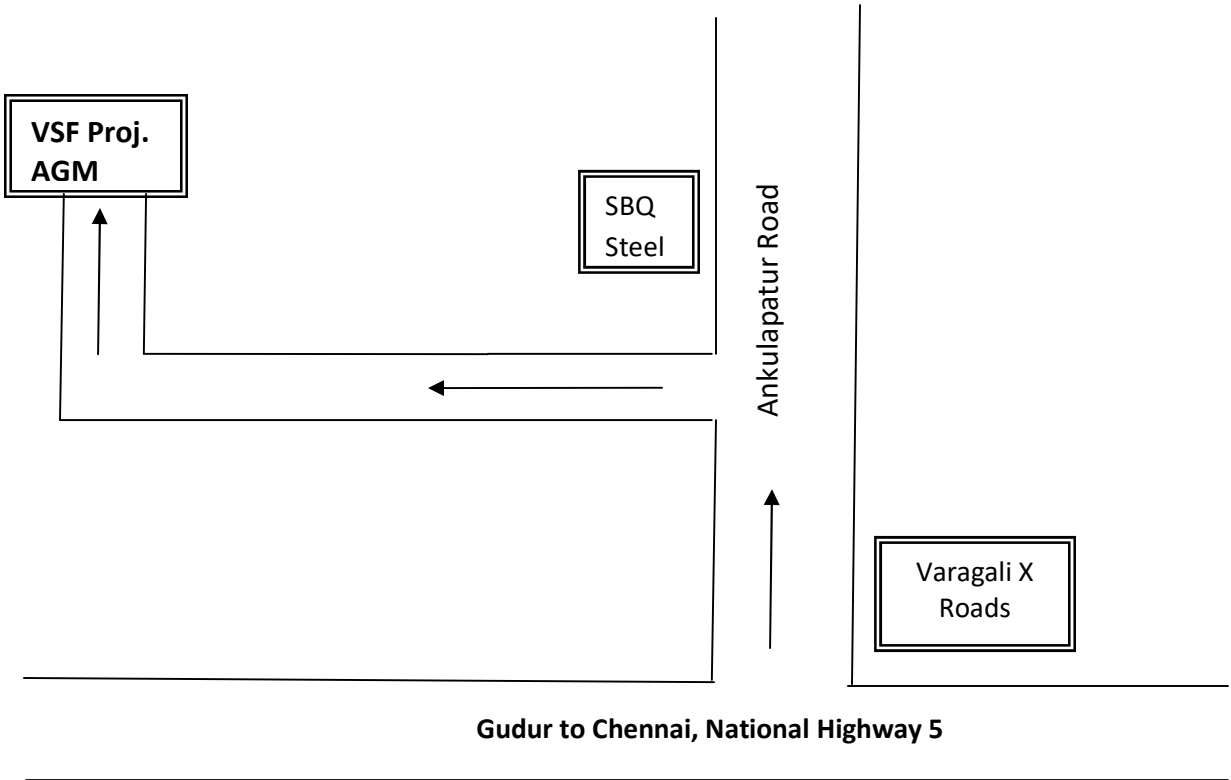 VSF Proj.
AGM
SBQ
Steel
Ankulapatur Road
Varagali X
Roads
Gudur to Chennai, National Highway 5